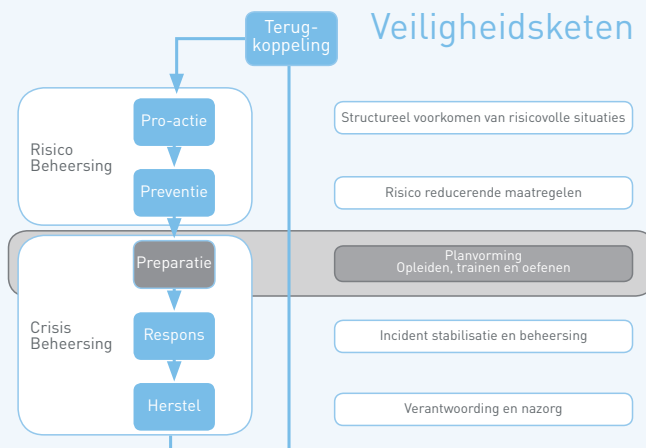 Terug-
koppeling
Veiligheidsketen
Risico
Beheersing
Pro-actie
Structureel voorkomen van risicovolle situaties
Preventie
Risico reducerende maatregelen
Preparatie
Planvorming
Opleiden, trainen en oefenen
Crisis
Beheersing
Respons
Incident stabilisatie en beheersing
Herstel
Verantwoording en nazorg